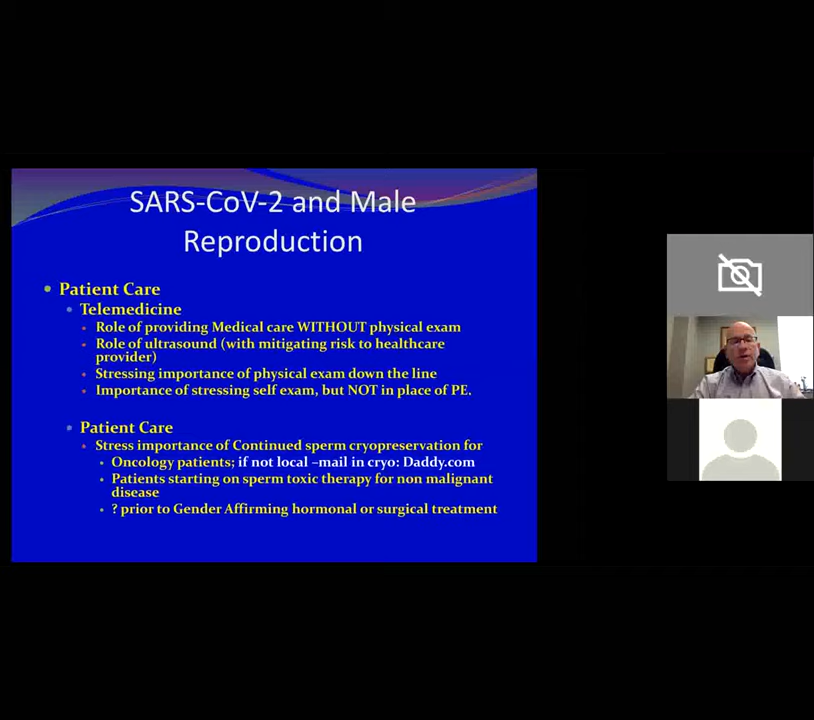 SARS-CoV-2 and Male
Reproduction
Patient Care
Telemedicine
Role of providing Medical care WITHOUT physical exam
Role of ultrasound (with mitigating risk to healthcare
provider)
Stressing importance of physical exam down the line
Importance of stressing self exam, but NOT in place of PE.
Patient Care
Stress importance of Continued sperm cryopreservation for
Oncology patients; if not local –mail in cryo: Daddy.com
Patients starting on sperm toxic therapy for non malignant
disease
? prior to Gender Affirming hormonal or surgical treatment